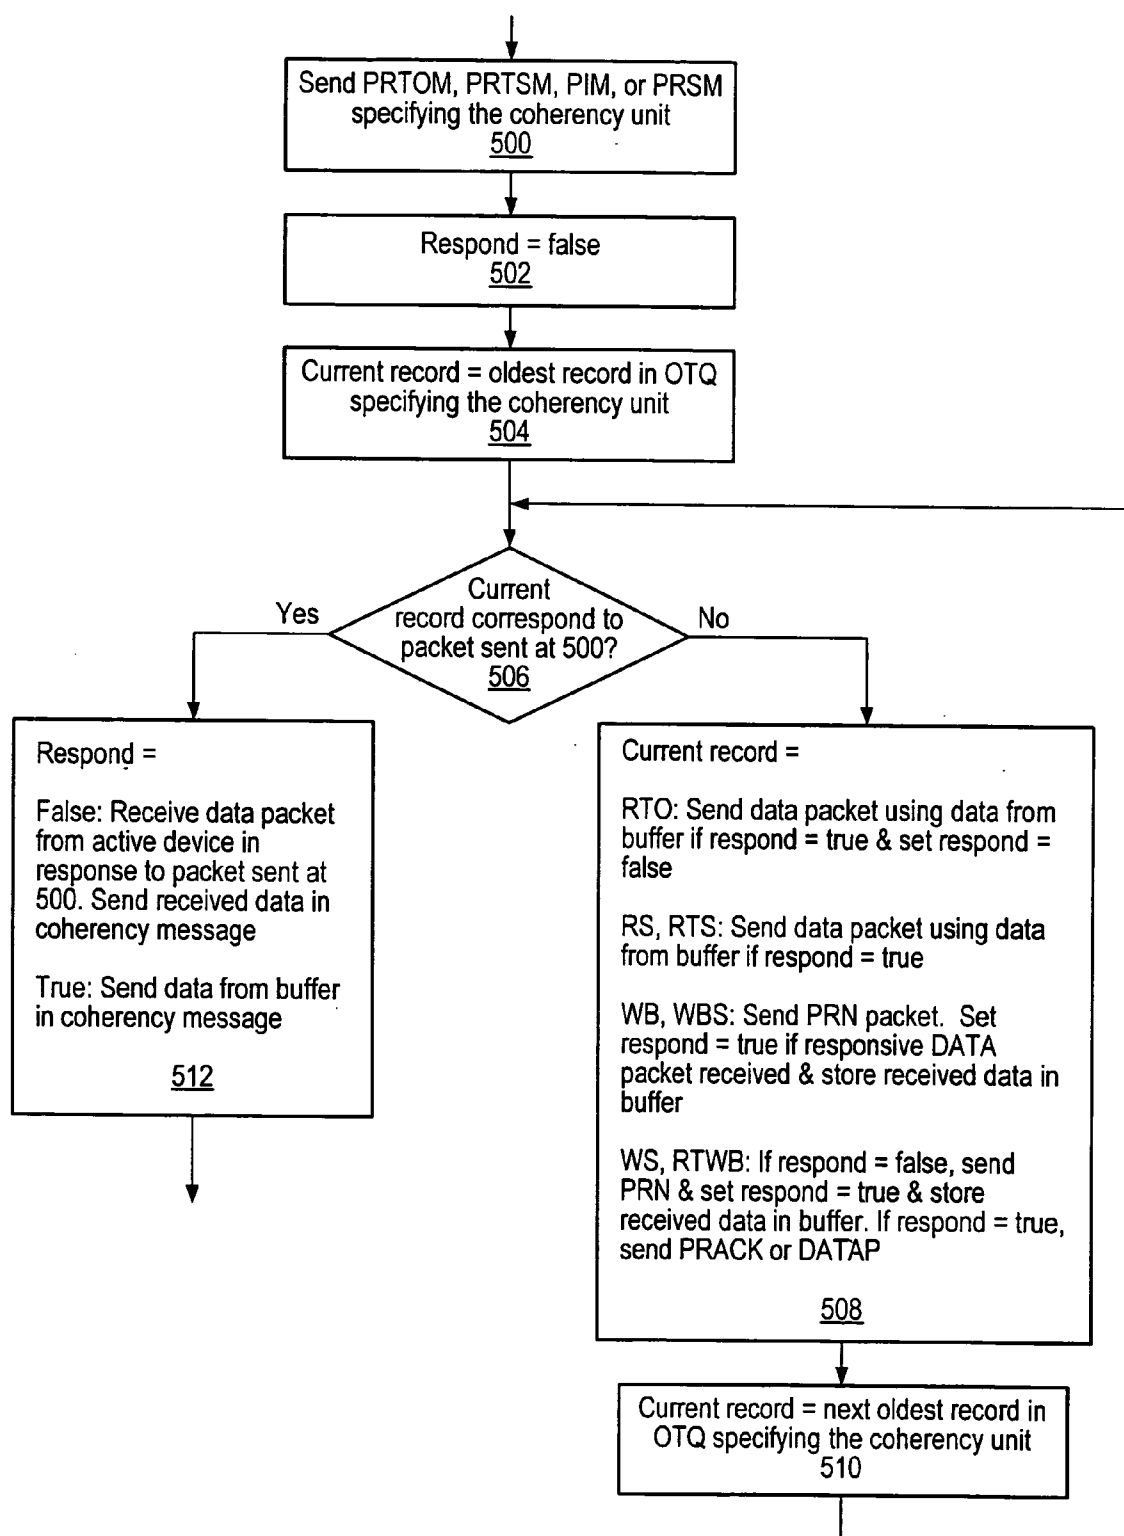 Send PRTOM, PRTSM, PIM, or PRSM
specifying the coherency unit
500
Respond = false
502
Current record = oldest record in OTQ
specifying the coherency unit
504
Current
record correspond to
packet sent at 500?
506
Yes
No
Respond =
False: Receive data packet
from active device in
response to packet sent at
500. Send received data in
coherency message
True: Send data from buffer
in coherency message
512
Current record =
RTO: Send data packet using data from
buffer if respond = true & set respond =
false
RS, RTS: Send data packet using data
from buffer if respond = true
WB, WBS: Send PRN packet. Set
respond = true if responsive DATA
packet received & store received data in
buffer
WS, RTWB: If respond = false, send
PRN & set respond = true & store
received data in buffer. If respond = true,
send PRACK or DATAP
508
Current record = next oldest record in
OTQ specifying the coherency unit
510